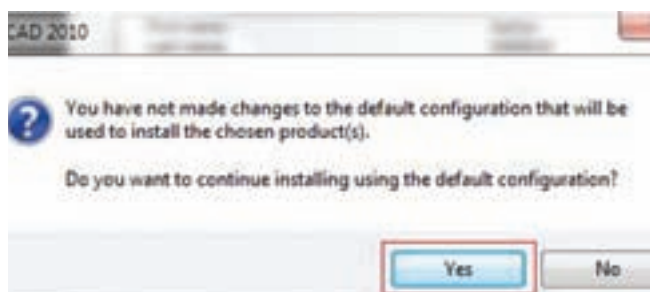 CAD 2010
You have not made changes to the default configuration that will be
used to install the chosen product(s).
Do you want to continue installing using the default configuration?
Yes
No